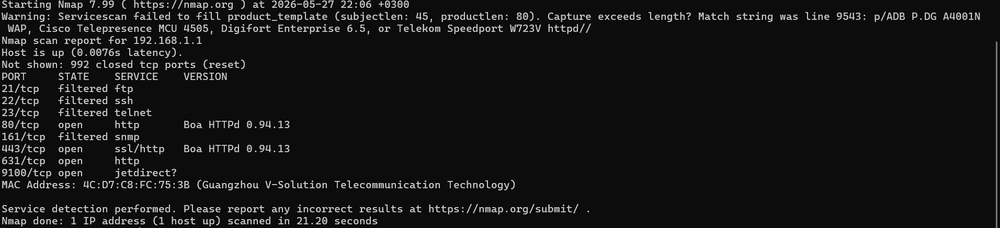 Starting Nmap 7.99 ( https://nmap.org ) at 2026-05-27 22:06 +0300
Warning: Servicescan failed to fill product_template (subjectlen: 45, productlen: 80). Capture exceeds length? Match string was line 9543: p/ADB P.DG A4001N
 WAP, Cisco Telepresence MCU 4505, Digifort Enterprise 6.5, or Telekom Speedport W723V httpd//
Nmap scan report for 192.168.1.1
Host is up (0.0076s latency).
Not shown: 992 closed tcp ports (reset)
PORT     STATE    SERVICE    VERSION
21/tcp   filtered ftp
22/tcp   filtered ssh
23/tcp   filtered telnet
80/tcp   open     http       Boa HTTPd 0.94.13
161/tcp  filtered snmp
443/tcp  open     ssl/http   Boa HTTPd 0.94.13
631/tcp  open     http
9100/tcp open     jetdirect?
MAC Address: 4C:D7:C8:FC:75:3B (Guangzhou V-Solution Telecommunication Technology)

Service detection performed. Please report any incorrect results at https://nmap.org/submit/ .
Nmap done: 1 IP address (1 host up) scanned in 21.20 seconds